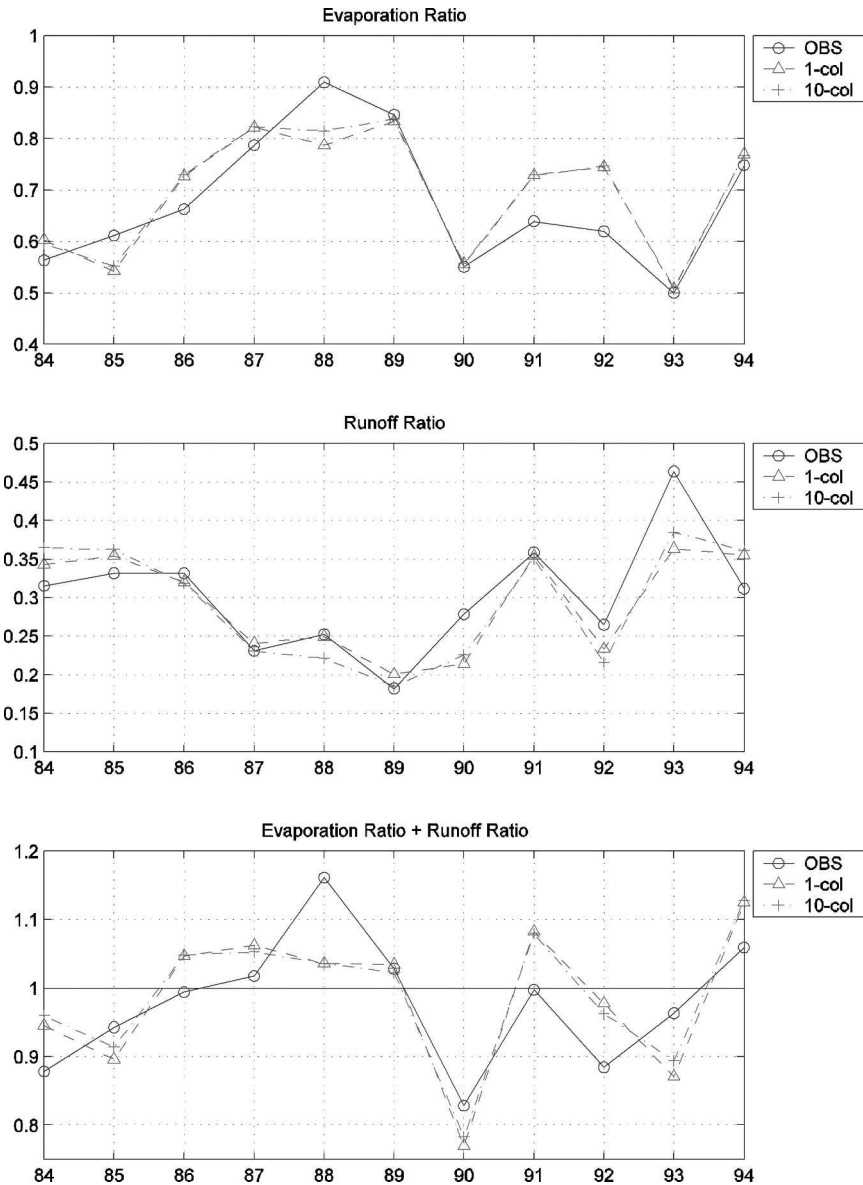 Evaporation Ratio
1
0.9
0.8
0.7
0.6
0.5
0.4
84 85 86 87 88 89 90 91 92 93 94
OBS
1-col
10-col
Runoff Ratio
0.5
0.45
0.4
0.35
0.3
0.25
0.2
0.15
0.1
84 85 86 87 88 89 90 91 92 93 94
OBS
1-col
10-col
Evaporation Ratio + Runoff Ratio
1.2
1.1
1
0.9
0.8
84 85 86 87 88 89 90 91 92 93 94
OBS
1-col
10-col